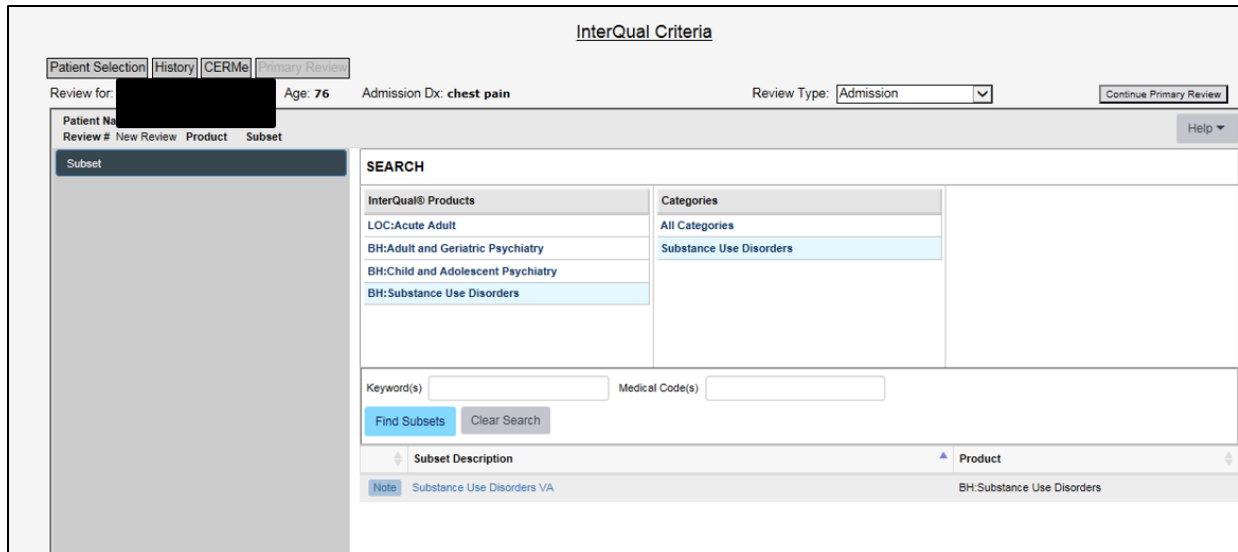 InterQual Criteria
Patient Selection History CERMe Primary Review
Review for: Age: 76 Admission Dx: chest pain Review Type: Admission Continue Primary Review
Patient Na
Review # New Review Product Subset Help
Subset
SEARCH
InterQual® Products Categories
LOC:Acute Adult All Categories
BH:Adult and Geriatric Psychiatry Substance Use Disorders
BH:Child and Adolescent Psychiatry
BH:Substance Use Disorders
Keyword(s) Medical Code(s)
Find Subsets Clear Search
Subset Description Product
Note Substance Use Disorders VA BH:Substance Use Disorders